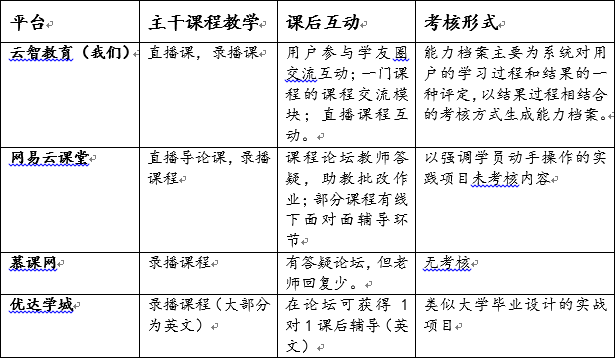 平台 主干课程教学 课后互动 考核形式
云智教育（我们） 直播课，录播课 用户参与学友圈 能力档案主要为系统对用
交流互动；一门课 户的学习过程和结果的一
程的课程交流模 种评定，以结果过程相结合
块；直播课程互 的考核方式生成能力档案。
动。
网易云课堂 直播导论课，录播 课程论坛教师答 以强调学员动手操作的实
课程 疑，助教批改作 践项目未考核内容
业；部分课程有线
下面对面辅导环
节
慕课网 录播课程 有答疑论坛，但老 无考核
师回复少。
优达学城 录播课程（大部分 在论坛可获得 1 类似大学毕业设计的实战
为英文） 对1课后辅导（英 项目
文）